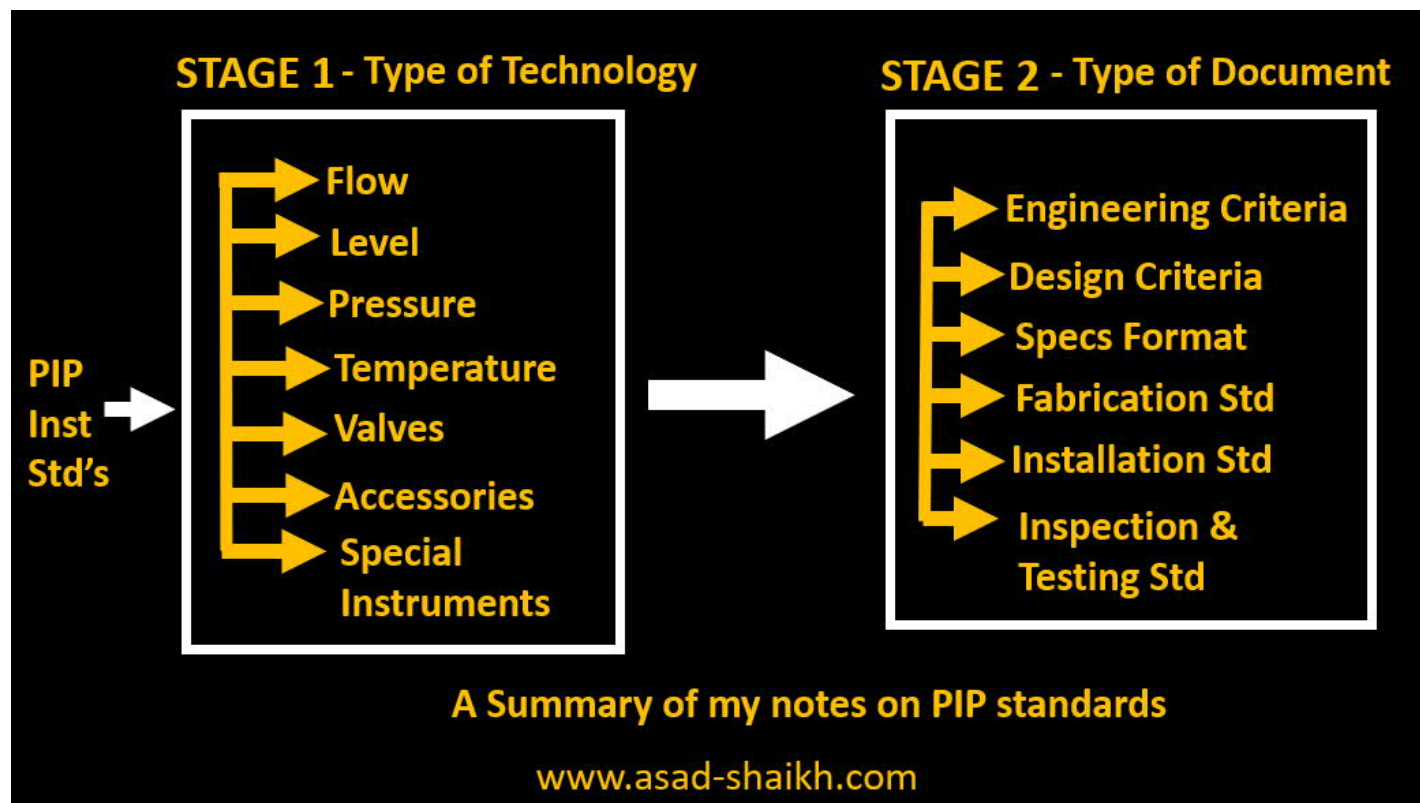 STAGE 1 - Type of Technology
Flow
Level
Pressure
Temperature
Valves
Accessories
Special
Instruments
PIP
Inst
Std’s
STAGE 2 - Type of Document
Engineering Criteria
Design Criteria
Specs Format
Fabrication Std
Installation Std
Inspection &
Testing Std
A Summary of my notes on PIP standards
www.asad-shaikh.com